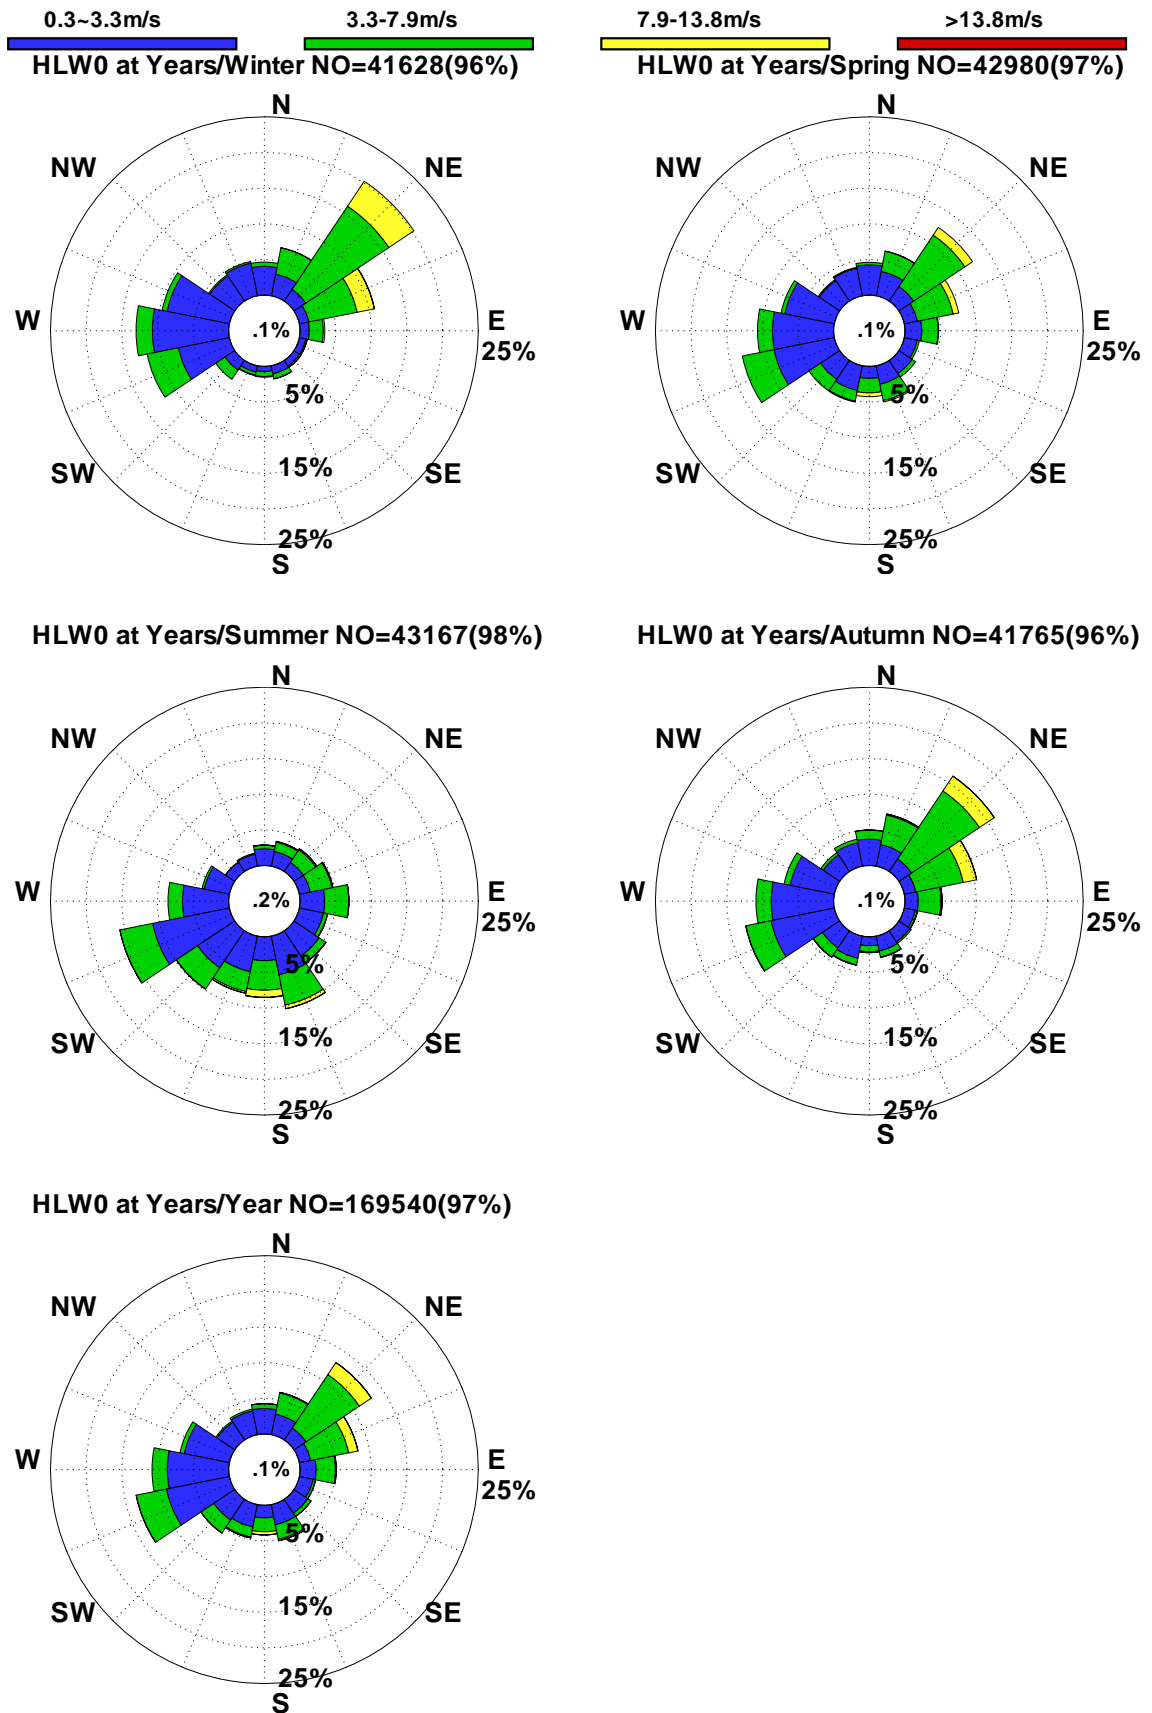 0.3~3.3m/s 3.3-7.9m/s 7.9-13.8m/s >13.8m/s
HLW0 at Years/Winter NO=41628(96%)
N
NW NE
W .1% E
25%
5%
SW 15% SE
25%
S
HLW0 at Years/Spring NO=42980(97%)
N
NW NE
W .1% E
25%
5%
SW 15% SE
25%
S
HLW0 at Years/Summer NO=43167(98%)
N
NW NE
W .2% E
25%
5%
SW 15% SE
25%
S
HLW0 at Years/Autumn NO=41765(96%)
N
NW NE
W .1% E
25%
5%
SW 15% SE
25%
S
HLW0 at Years/Year NO=169540(97%)
N
NW NE
W .1% E
25%
5%
SW 15% SE
25%
S